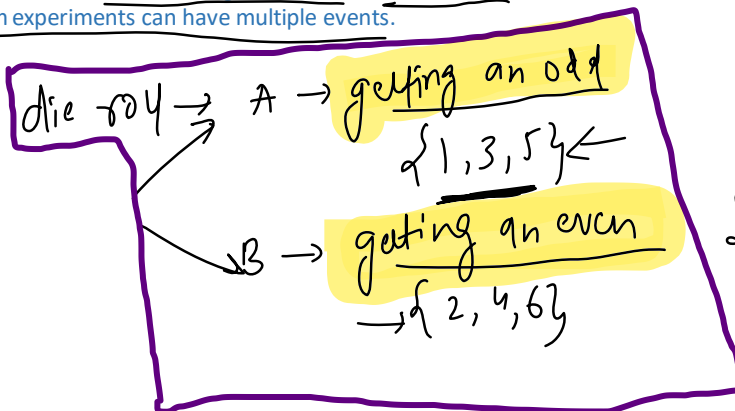 experiments can have multiple events.
die roll → A → getting an odd
{1, 3, 5} ←
B → getting an even
→ {2, 4, 6}